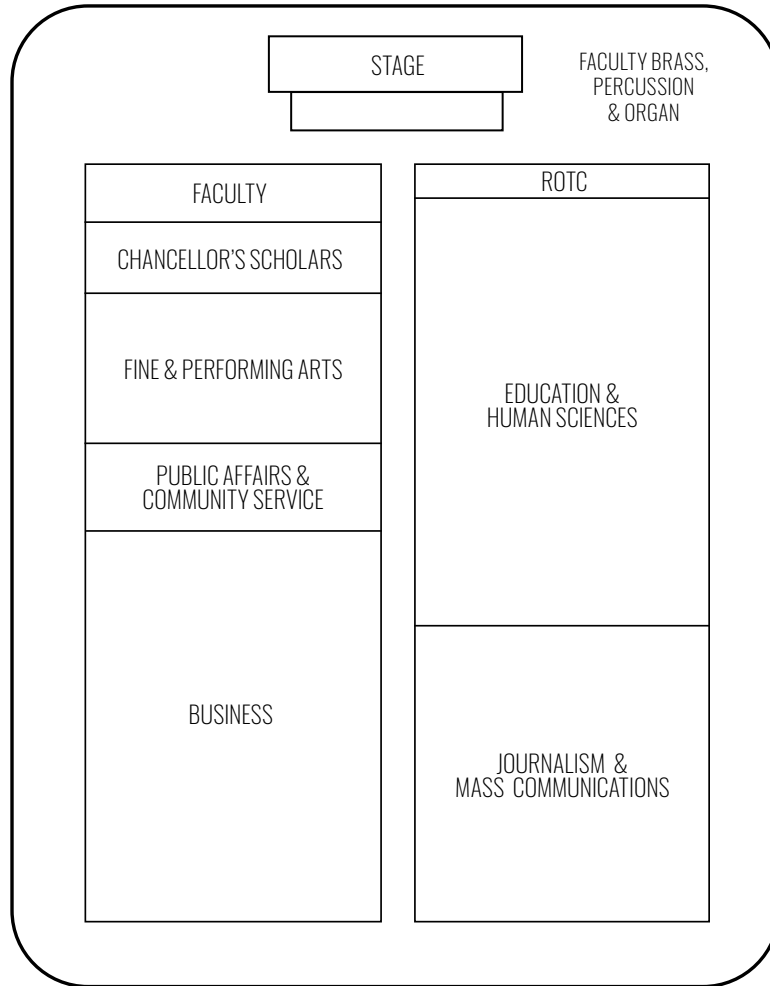 STAGE
FACULTY BRASS,
PERCUSSION
& ORGAN
FACULTY
CHANCELLOR'S SCHOLARS
FINE & PERFORMING ARTS
PUBLIC AFFAIRS &
COMMUNITY SERVICE
BUSINESS
ROTC
EDUCATION &
HUMAN SCIENCES
JOURNALISM &
MASS COMMUNICATIONS